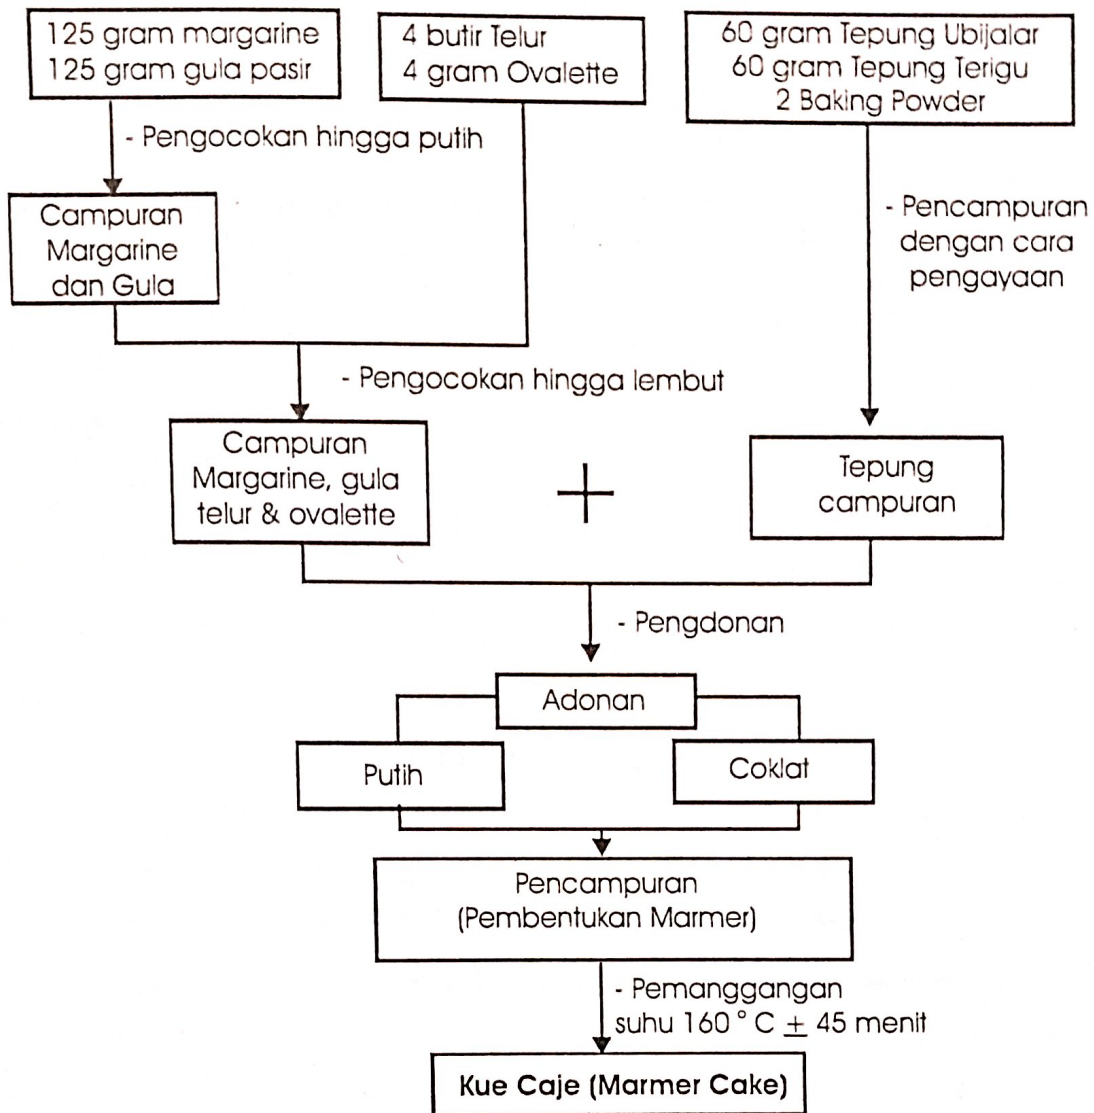 125 gram margarine
125 gram gula pasir
4 butir Telur
4 gram Ovalette
60 gram Tepung Ubijalar
60 gram Tepung Terigu
2 Baking Powder
- Pengocokan hingga putih
Campuran
Margarine
dan Gula
- Pencampuran
dengan cara
pengayaan
- Pengocokan hingga lembut
Campuran
Margarine, gula
telur & ovalette
+
Tepung
campuran
- Pengdonan
Adonan
Putih
Coklat
Pencampuran
(Pembentukan Marmer)
- Pemanggangan
suhu 160 ° C ± 45 menit
Kue Caje (Marmer Cake)